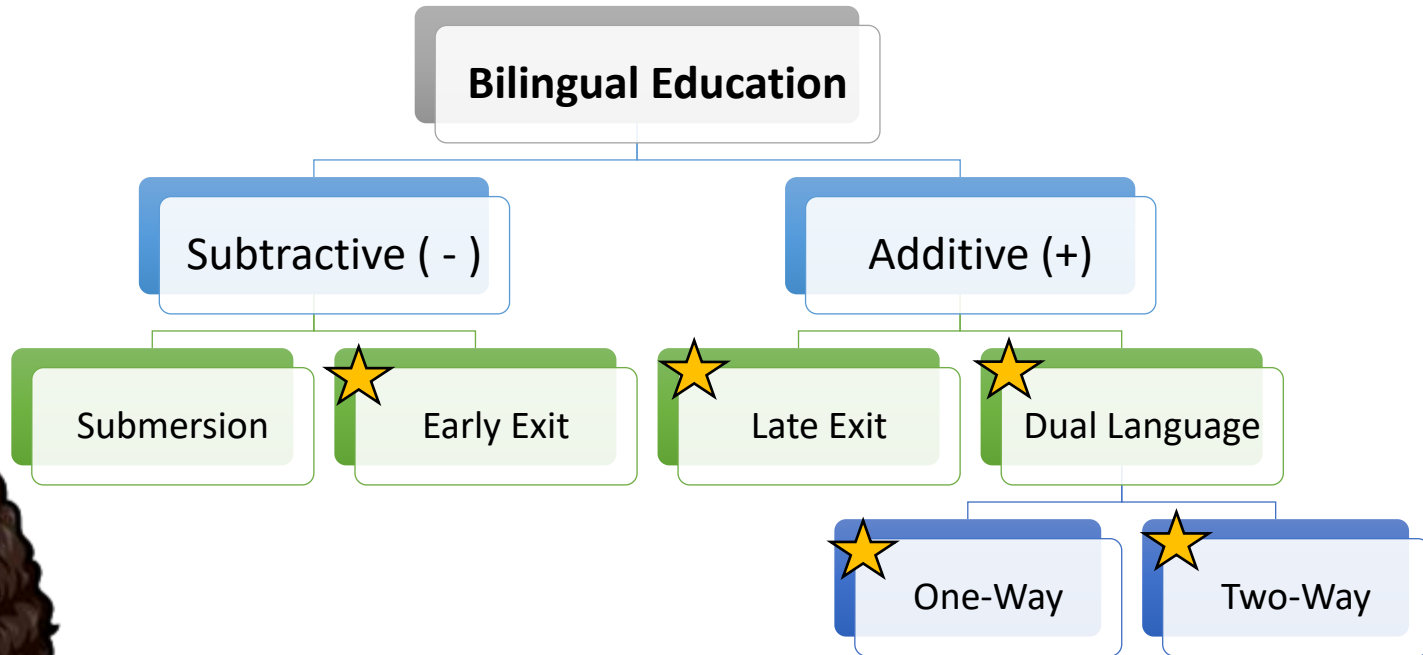 Bilingual Education
Subtractive ( - )
Additive (+)
Submersion
Early Exit
Late Exit
Dual Language
One-Way
Two-Way